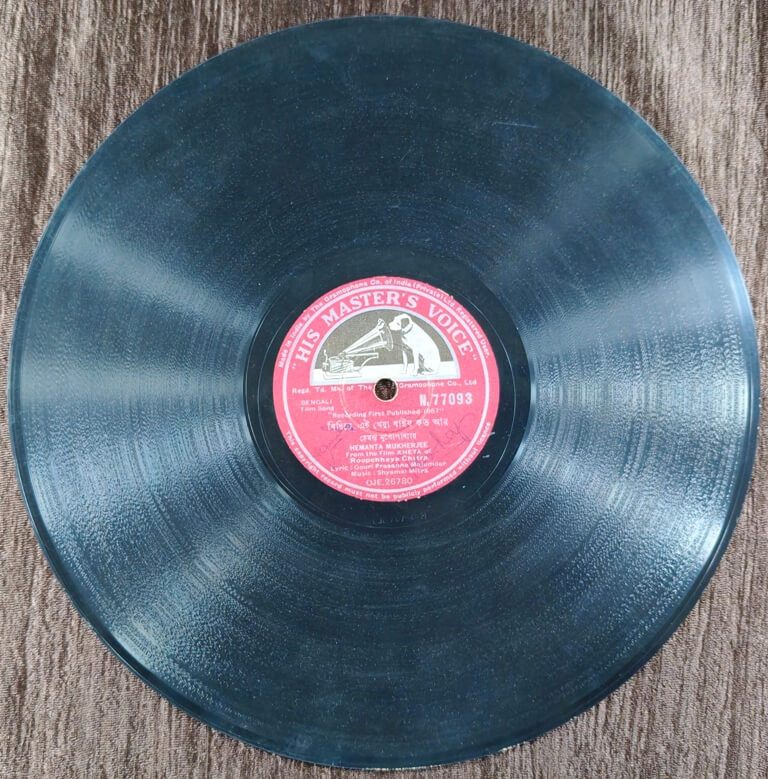 Made in India by The Gramophone Co. of India (Private) Ltd. Registered User.
"HIS MASTER'S VOICE"
Regd. Td. Mk. of The Gramophone Co., Ltd
BENGALI
Film Song
N. 77093
"Recording First Published-1967"
এই খেয়া বাইব কত আর
হেমন্ত মুখোপাধ্যায়
HEMANTA MUKHERJEE
From the Film KHEYA of
Roopchhaya Chitra
Lyric : Gouri Prasanna Mojumdar
Music : Shyamal Mitra
OJE.26780
This copyright record must not be publicly performed without licence